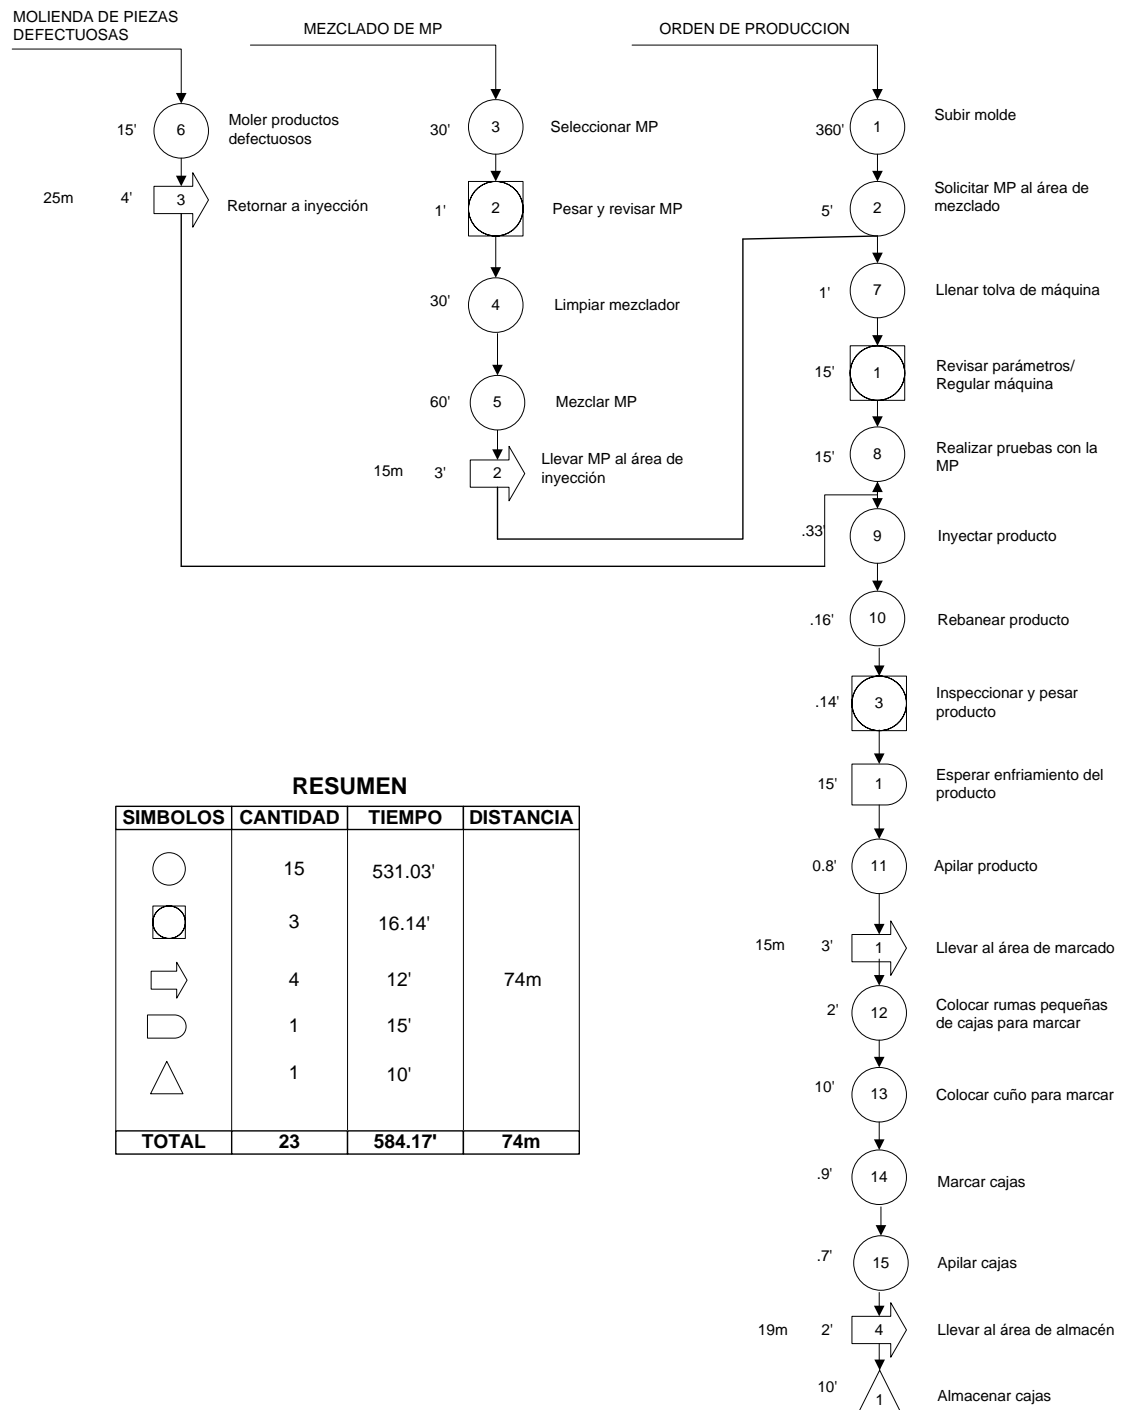 MOLIENDA DE PIEZAS
DEFECTUOSAS
MEZCLADO DE MP
ORDEN DE PRODUCCION
15'
6
Moler productos
defectuosos
25m
4'
3
Retornar a inyección
30'
3
Seleccionar MP
1'
2
Pesar y revisar MP
30'
4
Limpiar mezclador
60'
5
Mezclar MP
15m
3'
2
Llevar MP al área de
inyección
360'
1
Subir molde
5'
2
Solicitar MP al área de
mezclado
1'
7
Llenar tolva de máquina
15'
1
Revisar parámetros/
Regular máquina
15'
8
Realizar pruebas con la
MP
.33'
9
Inyectar producto
.16'
10
Rebanear producto
.14'
3
Inspeccionar y pesar
producto
15'
1
Esperar enfriamiento del
producto
0.8'
11
Apilar producto
15m
3'
1
Llevar al área de marcado
2'
12
Colocar rumas pequeñas
de cajas para marcar
10'
13
Colocar cuño para marcar
.9'
14
Marcar cajas
.7'
15
Apilar cajas
19m
2'
4
Llevar al área de almacén
10'
1
Almacenar cajas
RESUMEN
SIMBOLOS CANTIDAD TIEMPO DISTANCIA
15 531.03'
3 16.14'
4 12' 74m
1 15'
1 10'
TOTAL 23 584.17' 74m